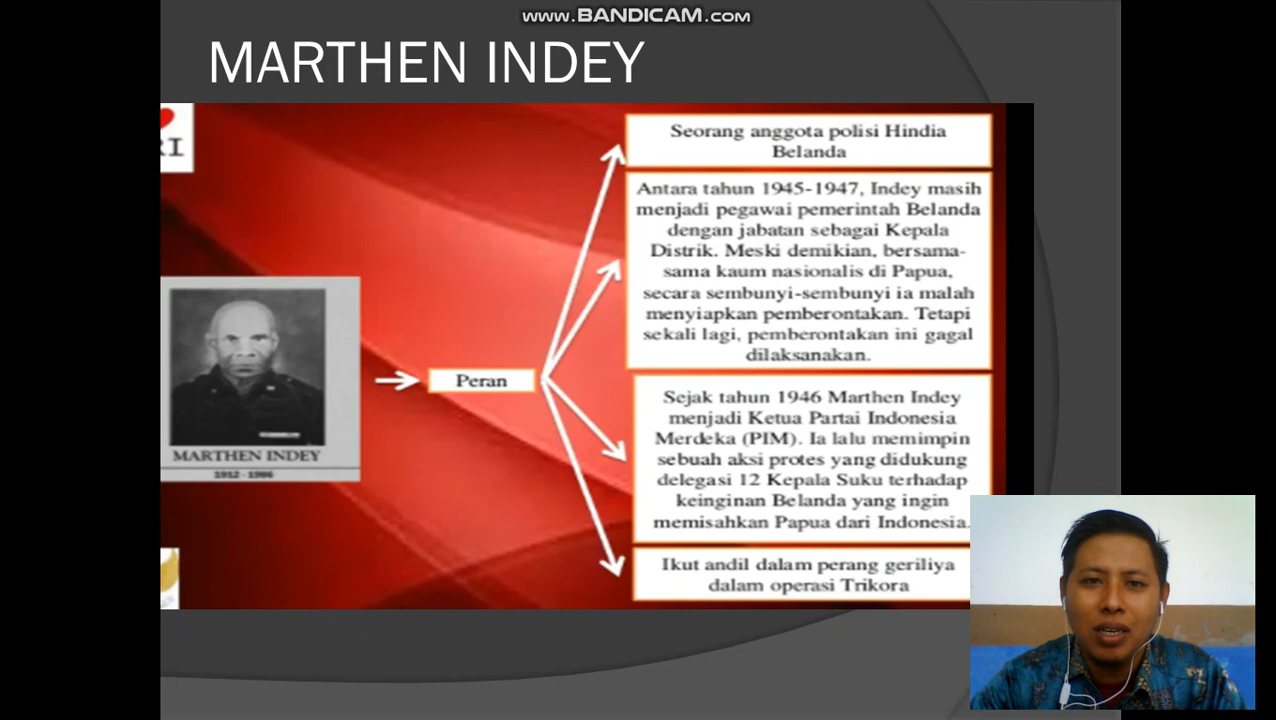 www.BANDICAM.com
MARTHEN INDEY
RI
MARTHEN INDEY
1912 - 1986
Peran
Seorang anggota polisi Hindia
Belanda
Antara tahun 1945-1947, Indey masih
menjadi pegawai pemerintah Belanda
dengan jabatan sebagai Kepala
Distrik. Meski demikian, bersama-
sama kaum nasionalis di Papua,
secara sembunyi-sembunyi ia malah
menyiapkan pemberontakan. Tetapi
sekali lagi, pemberontakan ini gagal
dilaksanakan.
Sejak tahun 1946 Marthen Indey
menjadi Ketua Partai Indonesia
Merdeka (PIM). Ia lalu memimpin
sebuah aksi protes yang didukung
delegasi 12 Kepala Suku terhadap
keinginan Belanda yang ingin
memisahkan Papua dari Indonesia.
Ikut andil dalam perang geriliya
dalam operasi Trikora